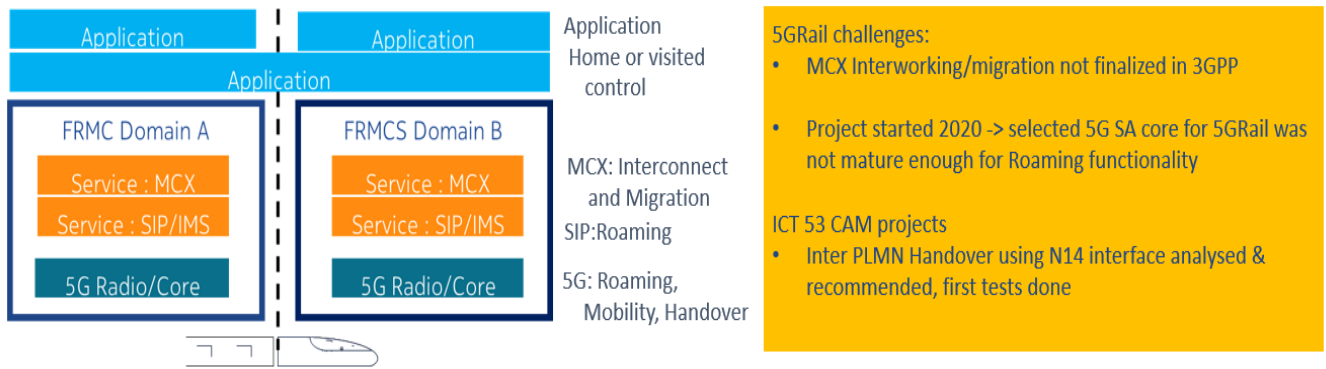 Application
Application
Application
FRMC Domain A
Service : MCX
Service : SIP/IMS
5G Radio/Core
FRMCS Domain B
Service : MCX
Service : SIP/IMS
5G Radio/Core
Application
Home or visited
control
MCX: Interconnect
and Migration
SIP:Roaming
5G: Roaming,
Mobility, Handover
5GRail challenges:
• MCX Interworking/migration not finalized in 3GPP
• Project started 2020 -> selected 5G SA core for 5GRail was
not mature enough for Roaming functionality
ICT 53 CAM projects
• Inter PLMN Handover using N14 interface analysed &
recommended, first tests done